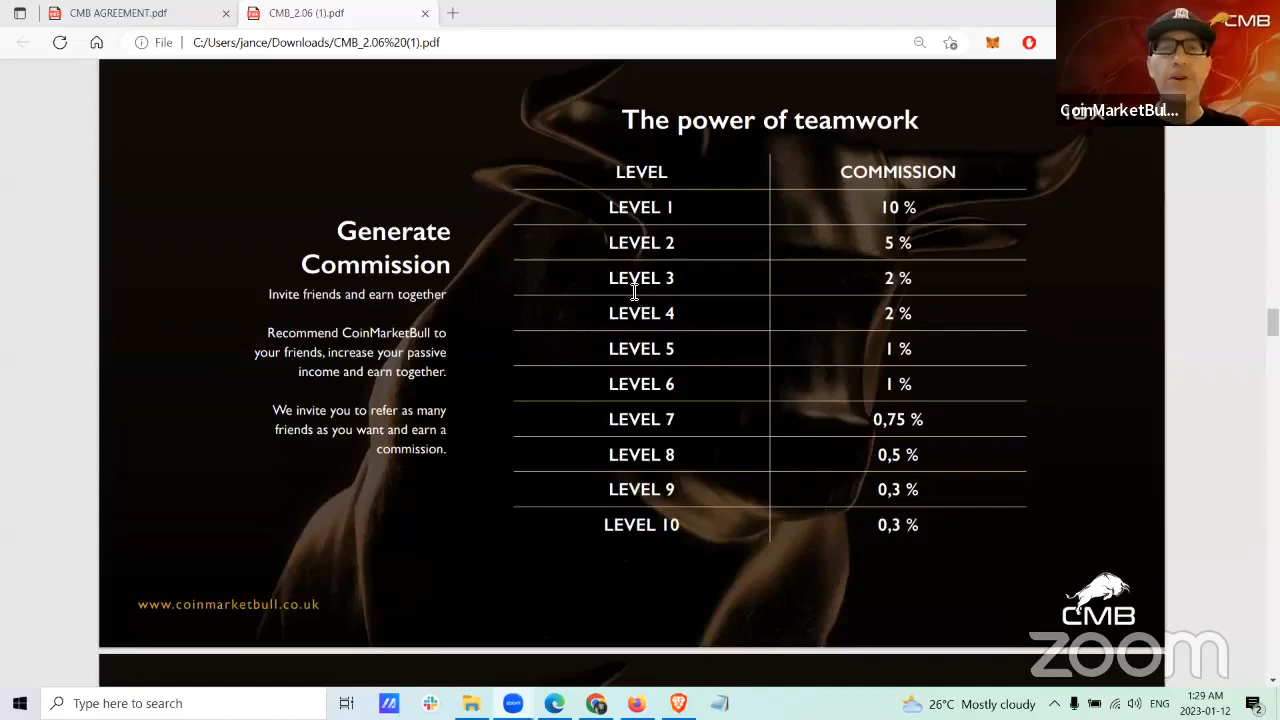 CMB AGREEMENT.pdf
CMB_2.06 (1).pdf
File
C:/Users/jance/Downloads/CMB_2.06%20(1).pdf
CMB
CoinMarketBul...
The power of teamwork
LEVEL COMMISSION
LEVEL 1 10 %
LEVEL 2 5 %
LEVEL 3 2 %
LEVEL 4 2 %
LEVEL 5 1 %
LEVEL 6 1 %
LEVEL 7 0,75 %
LEVEL 8 0,5 %
LEVEL 9 0,3 %
LEVEL 10 0,3 %
Generate
Commission
Invite friends and earn together
Recommend CoinMarketBull to
your friends, increase your passive
income and earn together.
We invite you to refer as many
friends as you want and earn a
commission.
www.coinmarketbull.co.uk
CMB
zoom
Type here to search
zoom
26°C Mostly cloudy
ENG
1:29 AM
2023-01-12
2